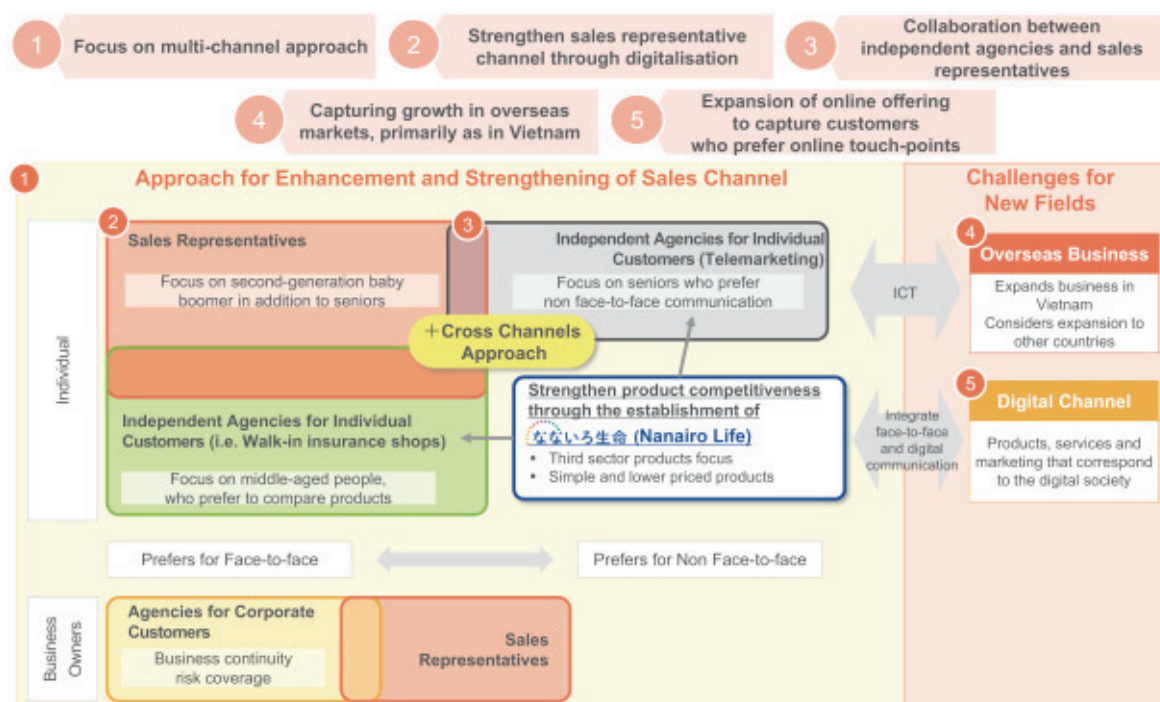 1
Focus on multi-channel approach
2
Strengthen sales representative
channel through digitalisation
3
Collaboration between
independent agencies and sales
representatives
4
Capturing growth in overseas
markets, primarily as in Vietnam
5
Expansion of online offering
to capture customers
who prefer online touch-points
1
Approach for Enhancement and Strengthening of Sales Channel
Challenges for
New Fields
Individual
2
Sales Representatives
Focus on second-generation baby
boomer in addition to seniors
3
Independent Agencies for Individual
Customers (Telemarketing)
Focus on seniors who prefer
non face-to-face communication
+Cross Channels
Approach
Independent Agencies for Individual
Customers (i.e. Walk-in insurance shops)
Focus on middle-aged people,
who prefer to compare products
Strengthen product competitiveness
through the establishment of
なないろ生命 (Nanairo Life)
• Third sector products focus
• Simple and lower priced products
ICT
Integrate
face-to-face
and digital
communication
4
Overseas Business
Expands business in
Vietnam
Considers expansion to
other countries
5
Digital Channel
Products, services and
marketing that correspond
to the digital society
Prefers for Face-to-face
Prefers for Non Face-to-face
Business
Owners
Agencies for Corporate
Customers
Business continuity
risk coverage
Sales
Representatives